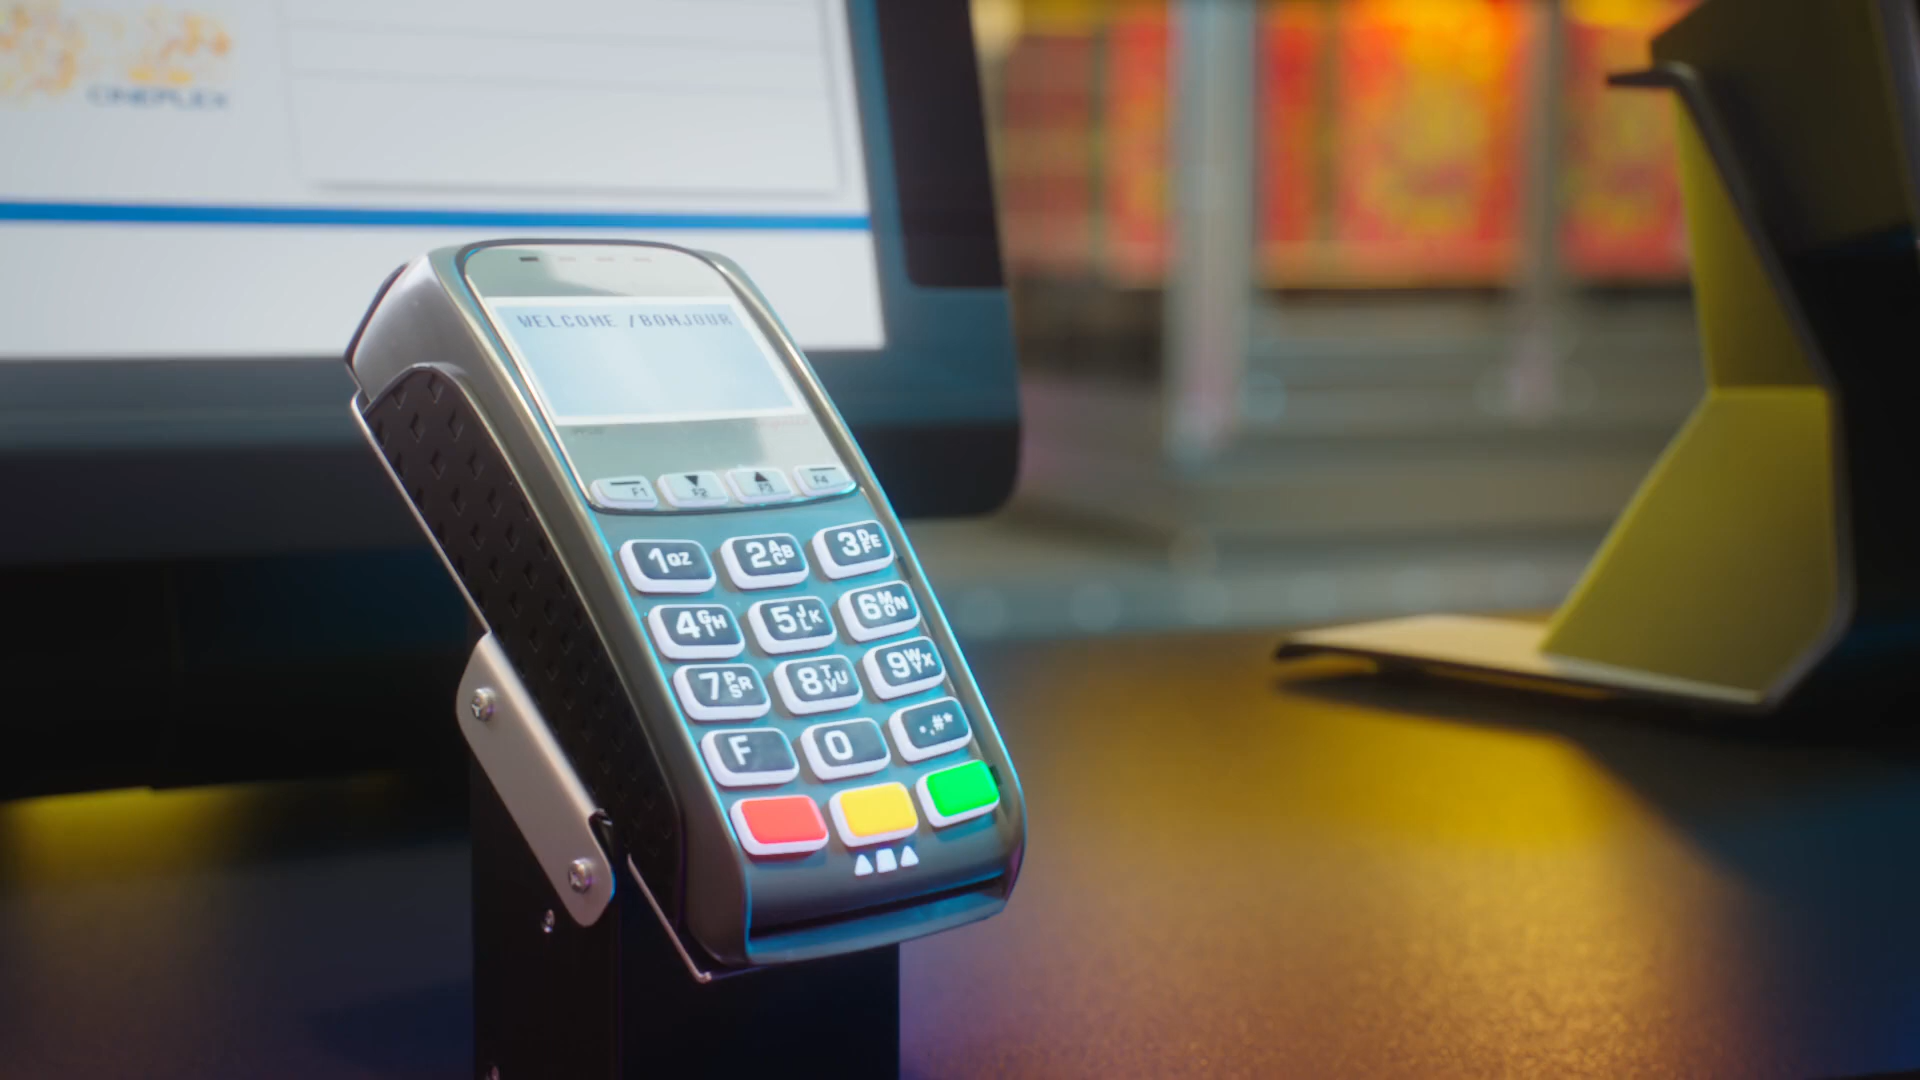 CINEPLEX
WELCOME /BONJOUR
F1 F2 F3 F4
1QZ 2ABC 3DEF
4GHI 5JKL 6MNO
7PRS 8TUV 9WXY
F 0 .,#*